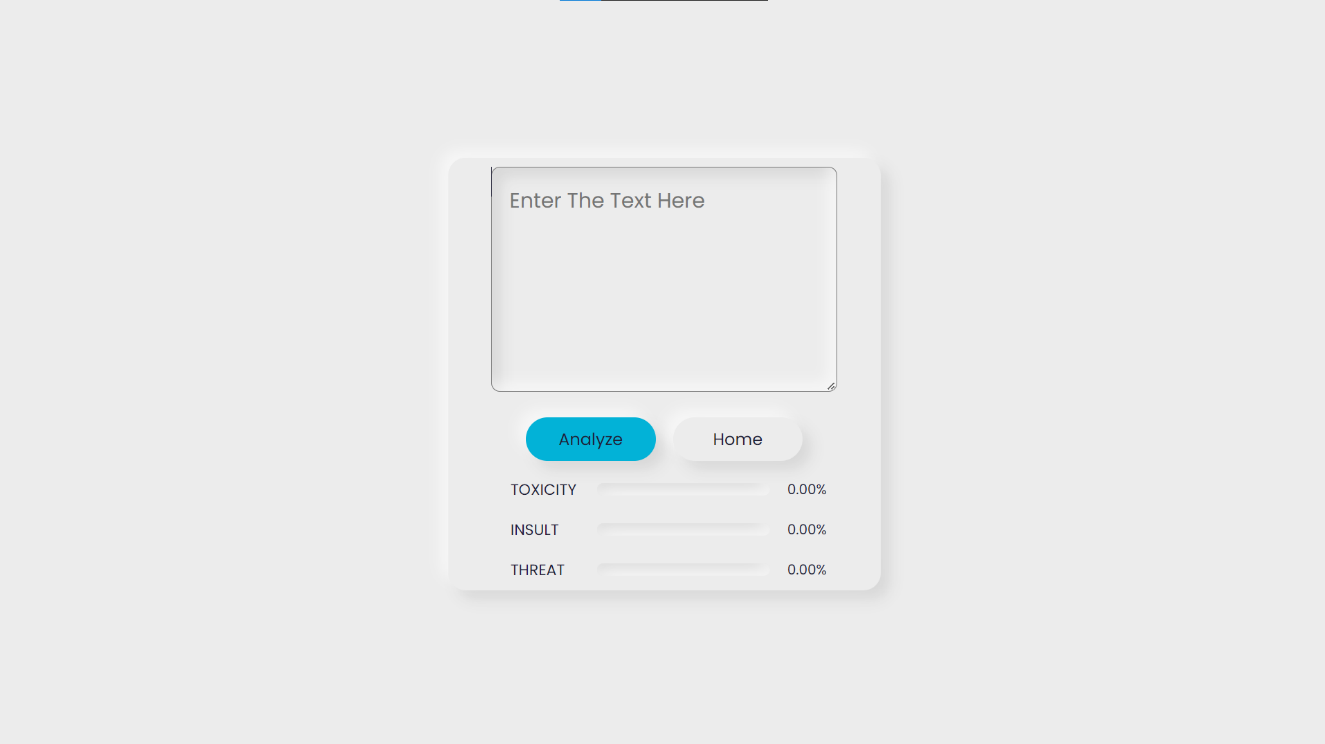 Enter The Text Here
Analyze Home
TOXICITY 0.00%
INSULT 0.00%
THREAT 0.00%